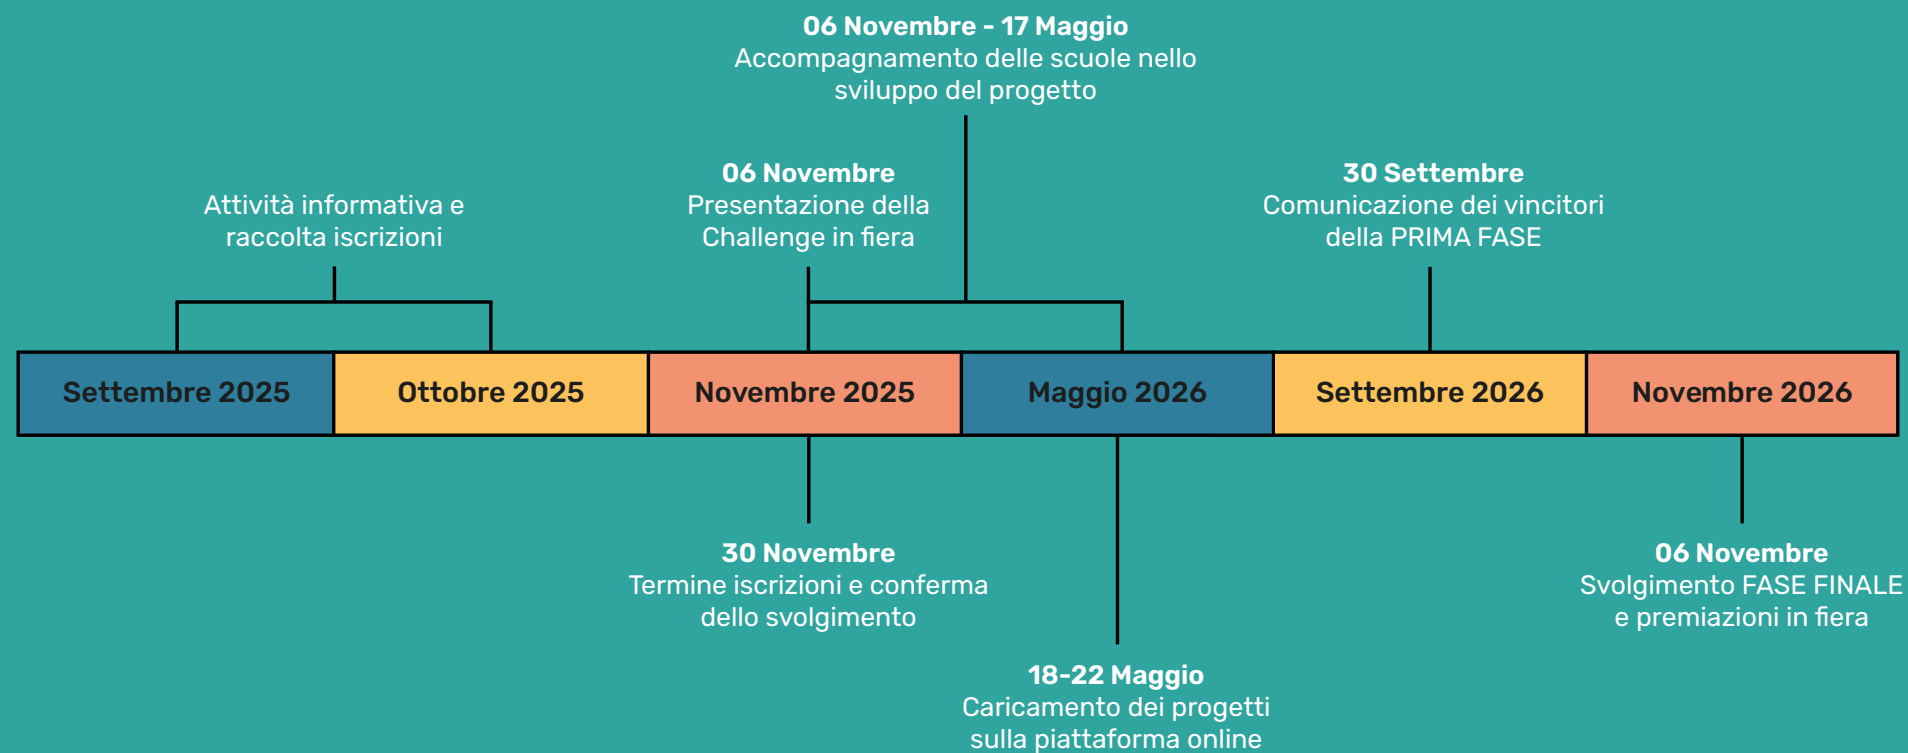 06 Novembre - 17 Maggio
Accompagnamento delle scuole nello
sviluppo del progetto
Attività informativa e
raccolta iscrizioni
06 Novembre
Presentazione della
Challenge in fiera
30 Settembre
Comunicazione dei vincitori
della PRIMA FASE
Settembre 2025
Ottobre 2025
Novembre 2025
Maggio 2026
Settembre 2026
Novembre 2026
30 Novembre
Termine iscrizioni e conferma
dello svolgimento
18-22 Maggio
Caricamento dei progetti
sulla piattaforma online
06 Novembre
Svolgimento FASE FINALE
e premiazioni in fiera